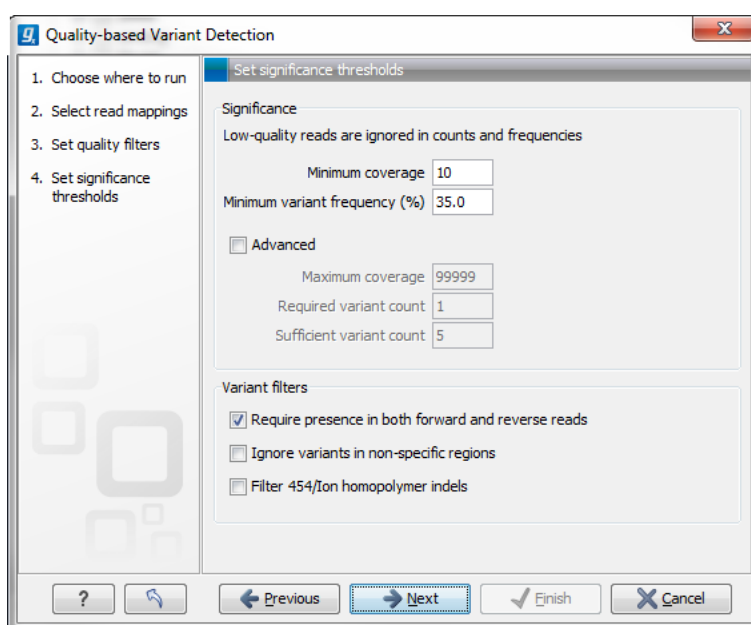 Quality-based Variant Detection
1. Choose where to run
2. Select read mappings
3. Set quality filters
4. Set significance
thresholds
Set significance thresholds
Significance
Low-quality reads are ignored in counts and frequencies
Minimum coverage 10
Minimum variant frequency (%) 35.0
Advanced
Maximum coverage 99999
Required variant count 1
Sufficient variant count 5
Variant filters
Require presence in both forward and reverse reads
Ignore variants in non-specific regions
Filter 454/Ion homopolymer indels
? Previous Next Finish Cancel